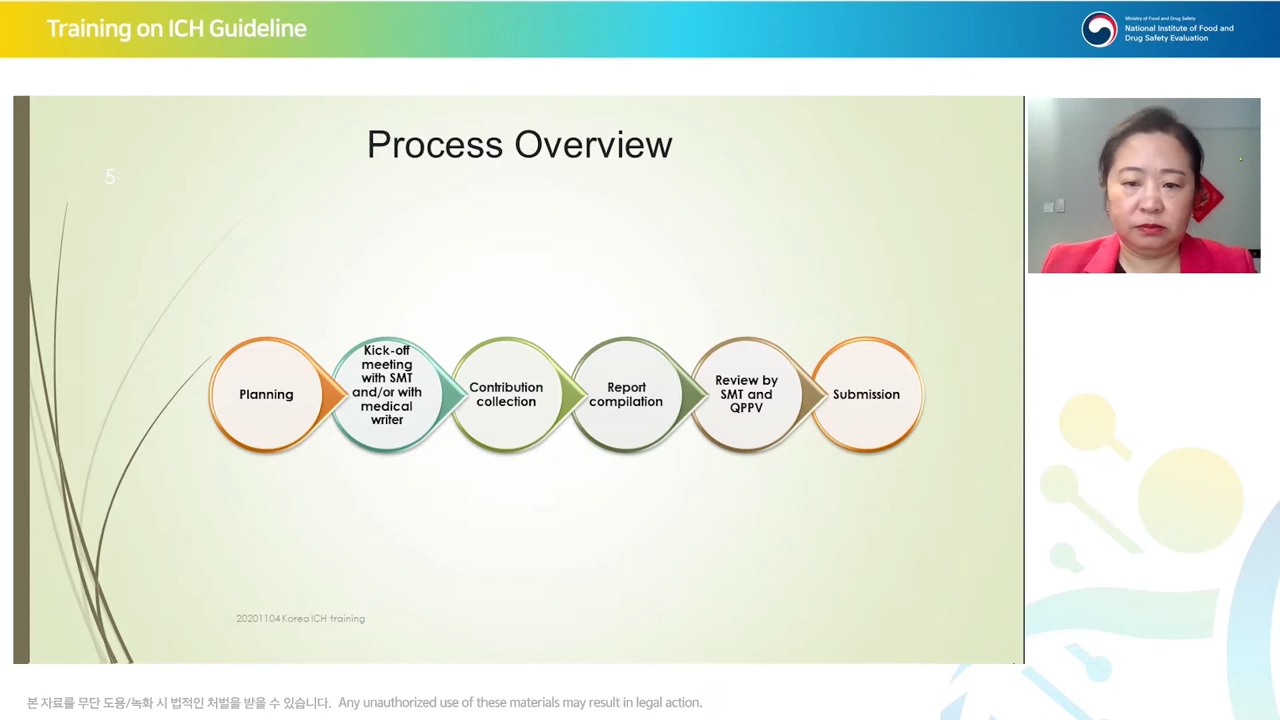 Training on ICH Guideline
Ministry of Food and Drug Safety
National Institute of Food and
Drug Safety Evaluation
Process Overview
5
Planning
Kick-off
meeting
with SMT
and/or with
medical
writer
Contribution
collection
Report
compilation
Review by
SMT and
QPPV
Submission
20201104 Korea ICH training
본 자료를 무단 도용/녹화 시 법적인 처벌을 받을 수 있습니다. Any unauthorized use of these materials may result in legal action.